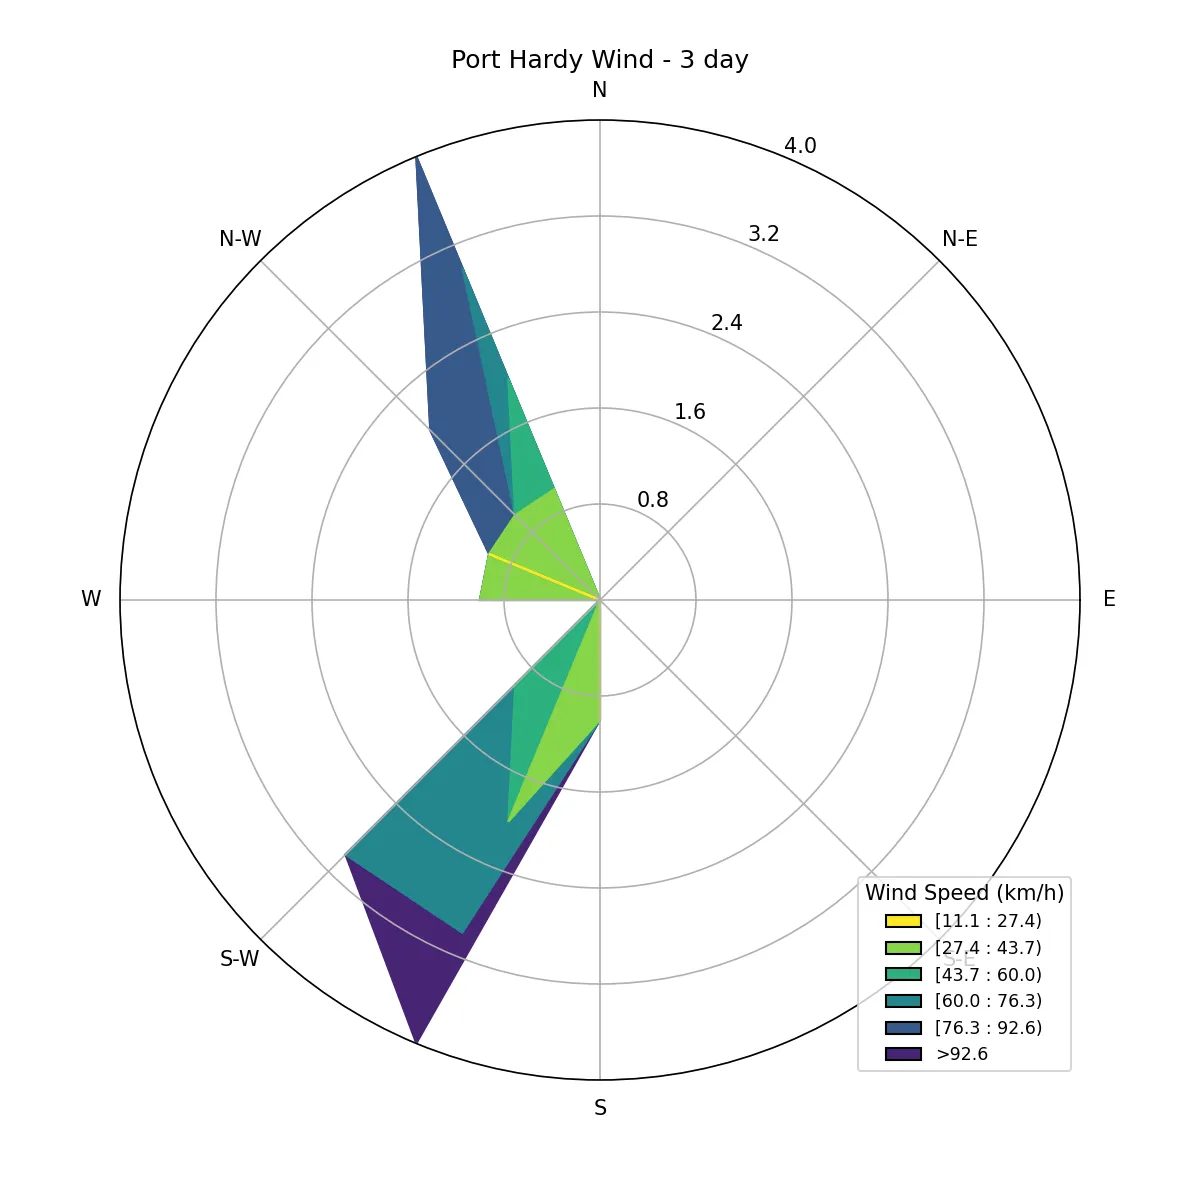 Port Hardy Wind - 3 day
N
4.0
N-W
3.2
N-E
2.4
1.6
0.8
W
E
Wind Speed (km/h)
[11.1 : 27.4)
[27.4 : 43.7)
S-W
S-E
[43.7 : 60.0)
[60.0 : 76.3)
[76.3 : 92.6)
>92.6
S